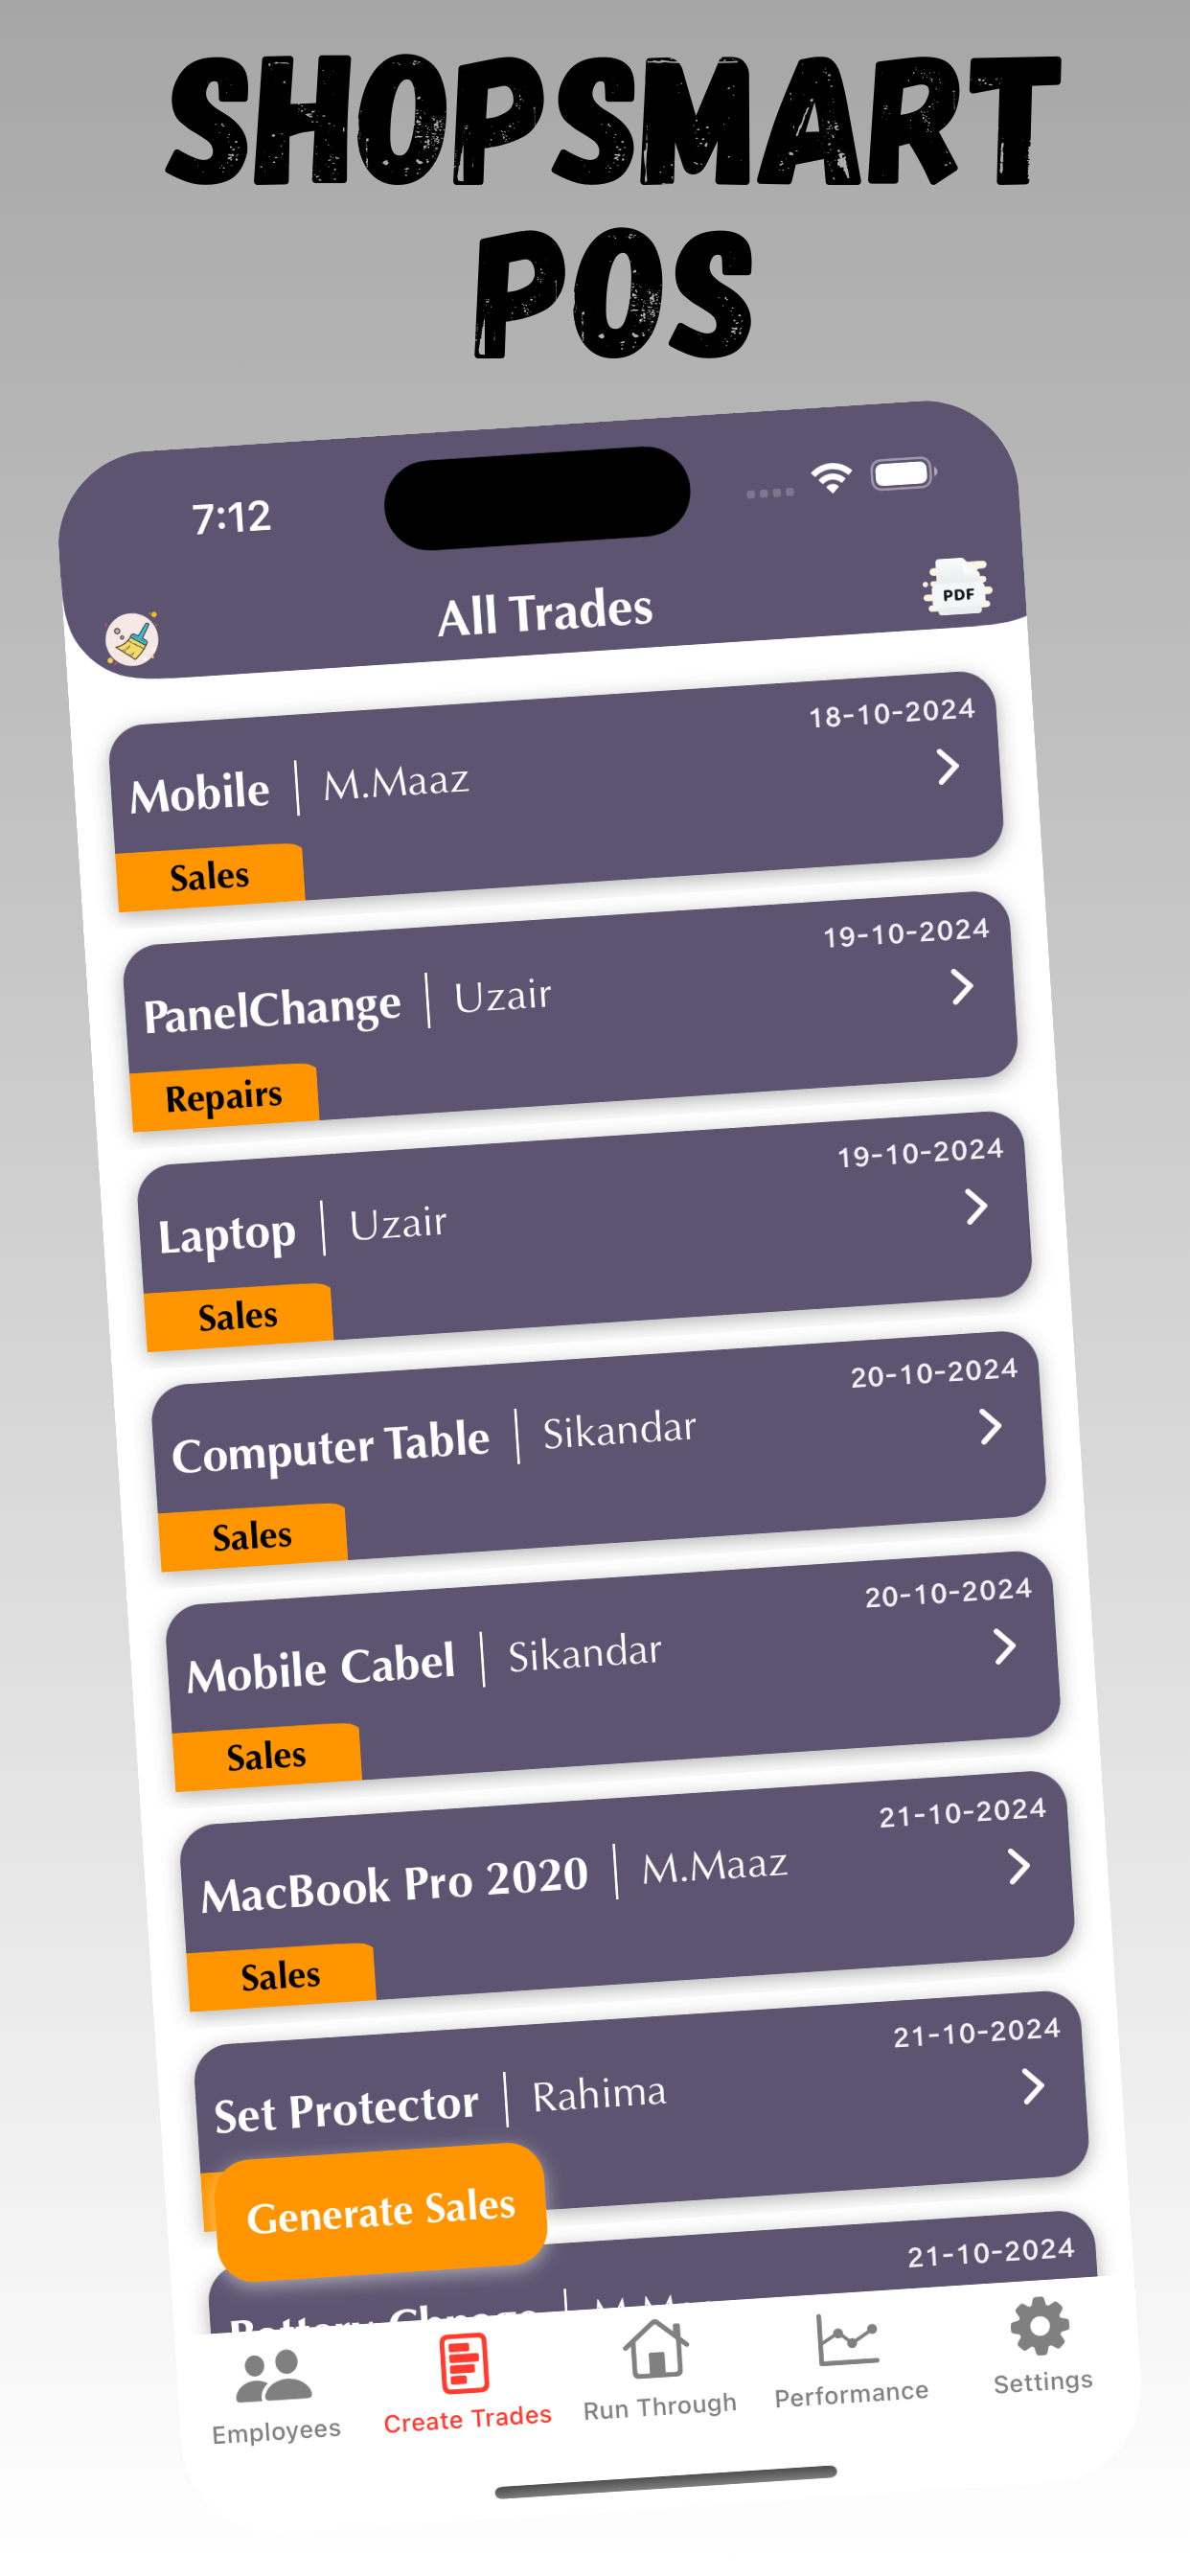 SHOPSMART
POS
7:12
All Trades
PDF
18-10-2024
Mobile | M.Maaz
Sales
19-10-2024
PanelChange | Uzair
Repairs
19-10-2024
Laptop | Uzair
Sales
20-10-2024
Computer Table | Sikandar
Sales
20-10-2024
Mobile Cabel | Sikandar
Sales
21-10-2024
MacBook Pro 2020 | M.Maaz
Sales
21-10-2024
Set Protector | Rahima
Generate Sales
21-10-2024
Employees
Create Trades
Run Through
Performance
Settings